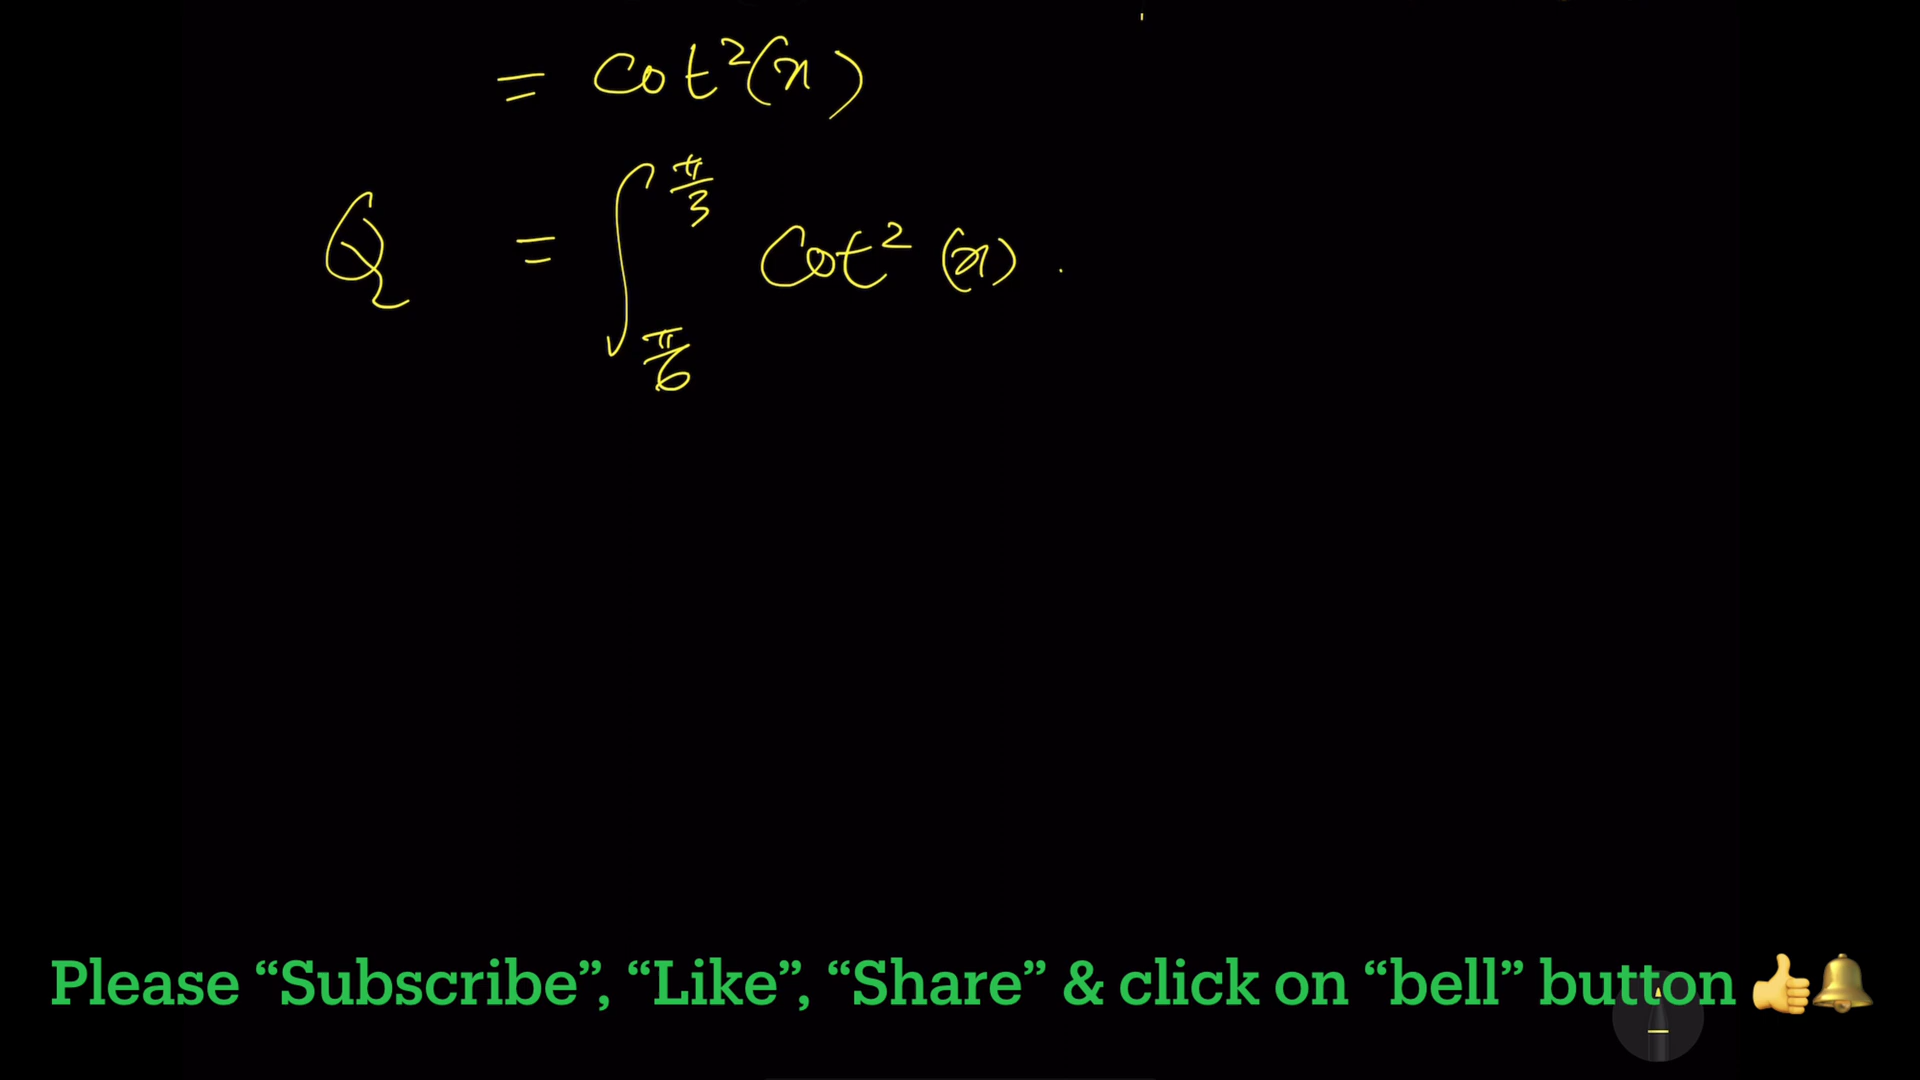 = Cot²(x)
Q = ∫ π/3 π/6 Cot² (x) .
Please “Subscribe”, “Like”, “Share” & click on “bell” button 👍🔔